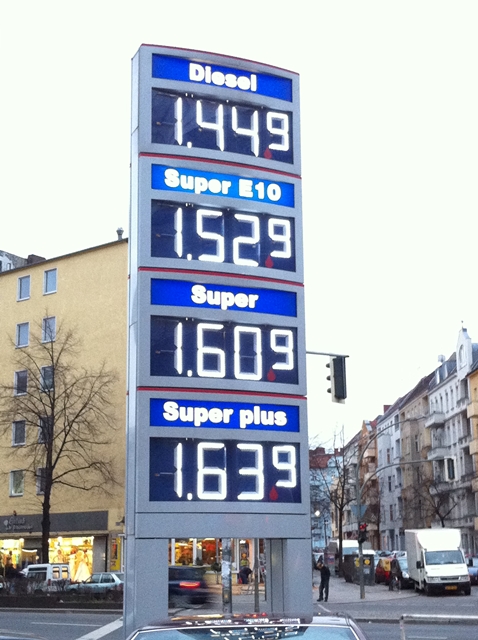 Diesel
1.449
Super E10
1.529
Super
1.609
Super plus
1.639